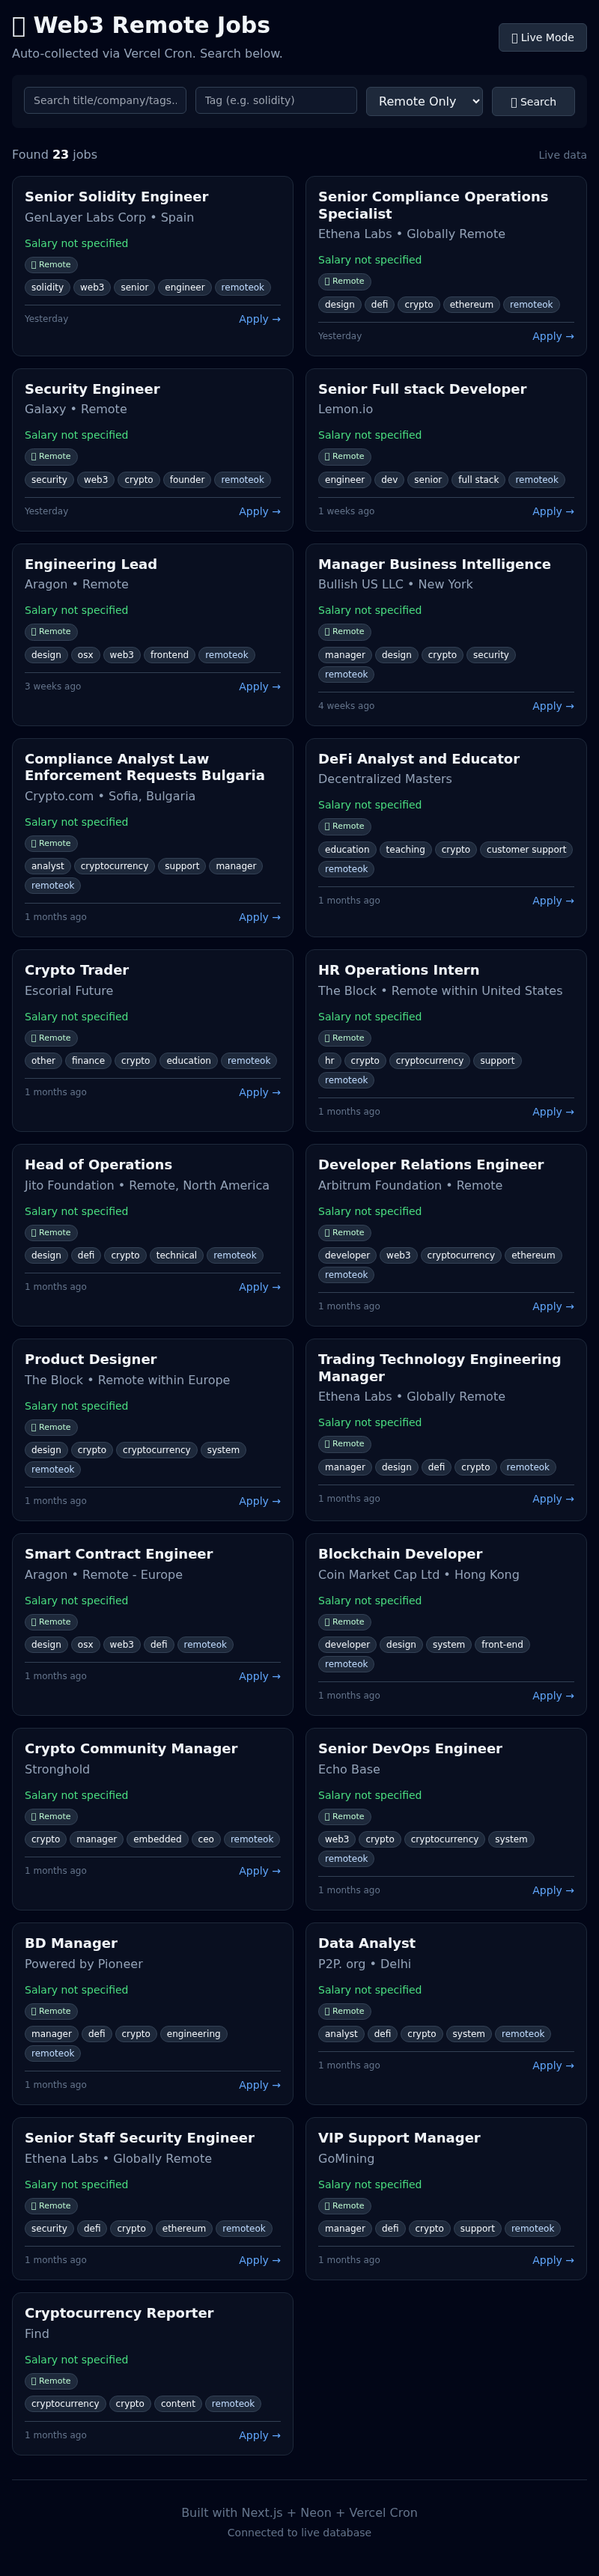 Web3 Remote Jobs
Auto-collected via Vercel Cron. Search below.
Live Mode
Search title/company/tags..
Tag (e.g. solidity)
Remote Only
Search
Found 23 jobs
Live data
Senior Solidity Engineer
GenLayer Labs Corp • Spain
Salary not specified
Remote
solidity web3 senior engineer remoteok
Yesterday
Apply →
Senior Compliance Operations
Specialist
Ethena Labs • Globally Remote
Salary not specified
Remote
design defi crypto ethereum remoteok
Yesterday
Apply →
Security Engineer
Galaxy • Remote
Salary not specified
Remote
security web3 crypto founder remoteok
Yesterday
Apply →
Senior Full stack Developer
Lemon.io
Salary not specified
Remote
engineer dev senior full stack remoteok
1 weeks ago
Apply →
Engineering Lead
Aragon • Remote
Salary not specified
Remote
design osx web3 frontend remoteok
3 weeks ago
Apply →
Manager Business Intelligence
Bullish US LLC • New York
Salary not specified
Remote
manager design crypto security
remoteok
4 weeks ago
Apply →
Compliance Analyst Law
Enforcement Requests Bulgaria
Crypto.com • Sofia, Bulgaria
Salary not specified
Remote
analyst cryptocurrency support manager
remoteok
1 months ago
Apply →
DeFi Analyst and Educator
Decentralized Masters
Salary not specified
Remote
education teaching crypto customer support
remoteok
1 months ago
Apply →
Crypto Trader
Escorial Future
Salary not specified
Remote
other finance crypto education remoteok
1 months ago
Apply →
HR Operations Intern
The Block • Remote within United States
Salary not specified
Remote
hr crypto cryptocurrency support
remoteok
1 months ago
Apply →
Head of Operations
Jito Foundation • Remote, North America
Salary not specified
Remote
design defi crypto technical remoteok
1 months ago
Apply →
Developer Relations Engineer
Arbitrum Foundation • Remote
Salary not specified
Remote
developer web3 cryptocurrency ethereum
remoteok
1 months ago
Apply →
Product Designer
The Block • Remote within Europe
Salary not specified
Remote
design crypto cryptocurrency system
remoteok
1 months ago
Apply →
Trading Technology Engineering
Manager
Ethena Labs • Globally Remote
Salary not specified
Remote
manager design defi crypto remoteok
1 months ago
Apply →
Smart Contract Engineer
Aragon • Remote - Europe
Salary not specified
Remote
design osx web3 defi remoteok
1 months ago
Apply →
Blockchain Developer
Coin Market Cap Ltd • Hong Kong
Salary not specified
Remote
developer design system front-end
remoteok
1 months ago
Apply →
Crypto Community Manager
Stronghold
Salary not specified
Remote
crypto manager embedded ceo remoteok
1 months ago
Apply →
Senior DevOps Engineer
Echo Base
Salary not specified
Remote
web3 crypto cryptocurrency system
remoteok
1 months ago
Apply →
BD Manager
Powered by Pioneer
Salary not specified
Remote
manager defi crypto engineering
remoteok
1 months ago
Apply →
Data Analyst
P2P. org • Delhi
Salary not specified
Remote
analyst defi crypto system remoteok
1 months ago
Apply →
Senior Staff Security Engineer
Ethena Labs • Globally Remote
Salary not specified
Remote
security defi crypto ethereum remoteok
1 months ago
Apply →
VIP Support Manager
GoMining
Salary not specified
Remote
manager defi crypto support remoteok
1 months ago
Apply →
Cryptocurrency Reporter
Find
Salary not specified
Remote
cryptocurrency crypto content remoteok
1 months ago
Apply →
Built with Next.js + Neon + Vercel Cron
Connected to live database